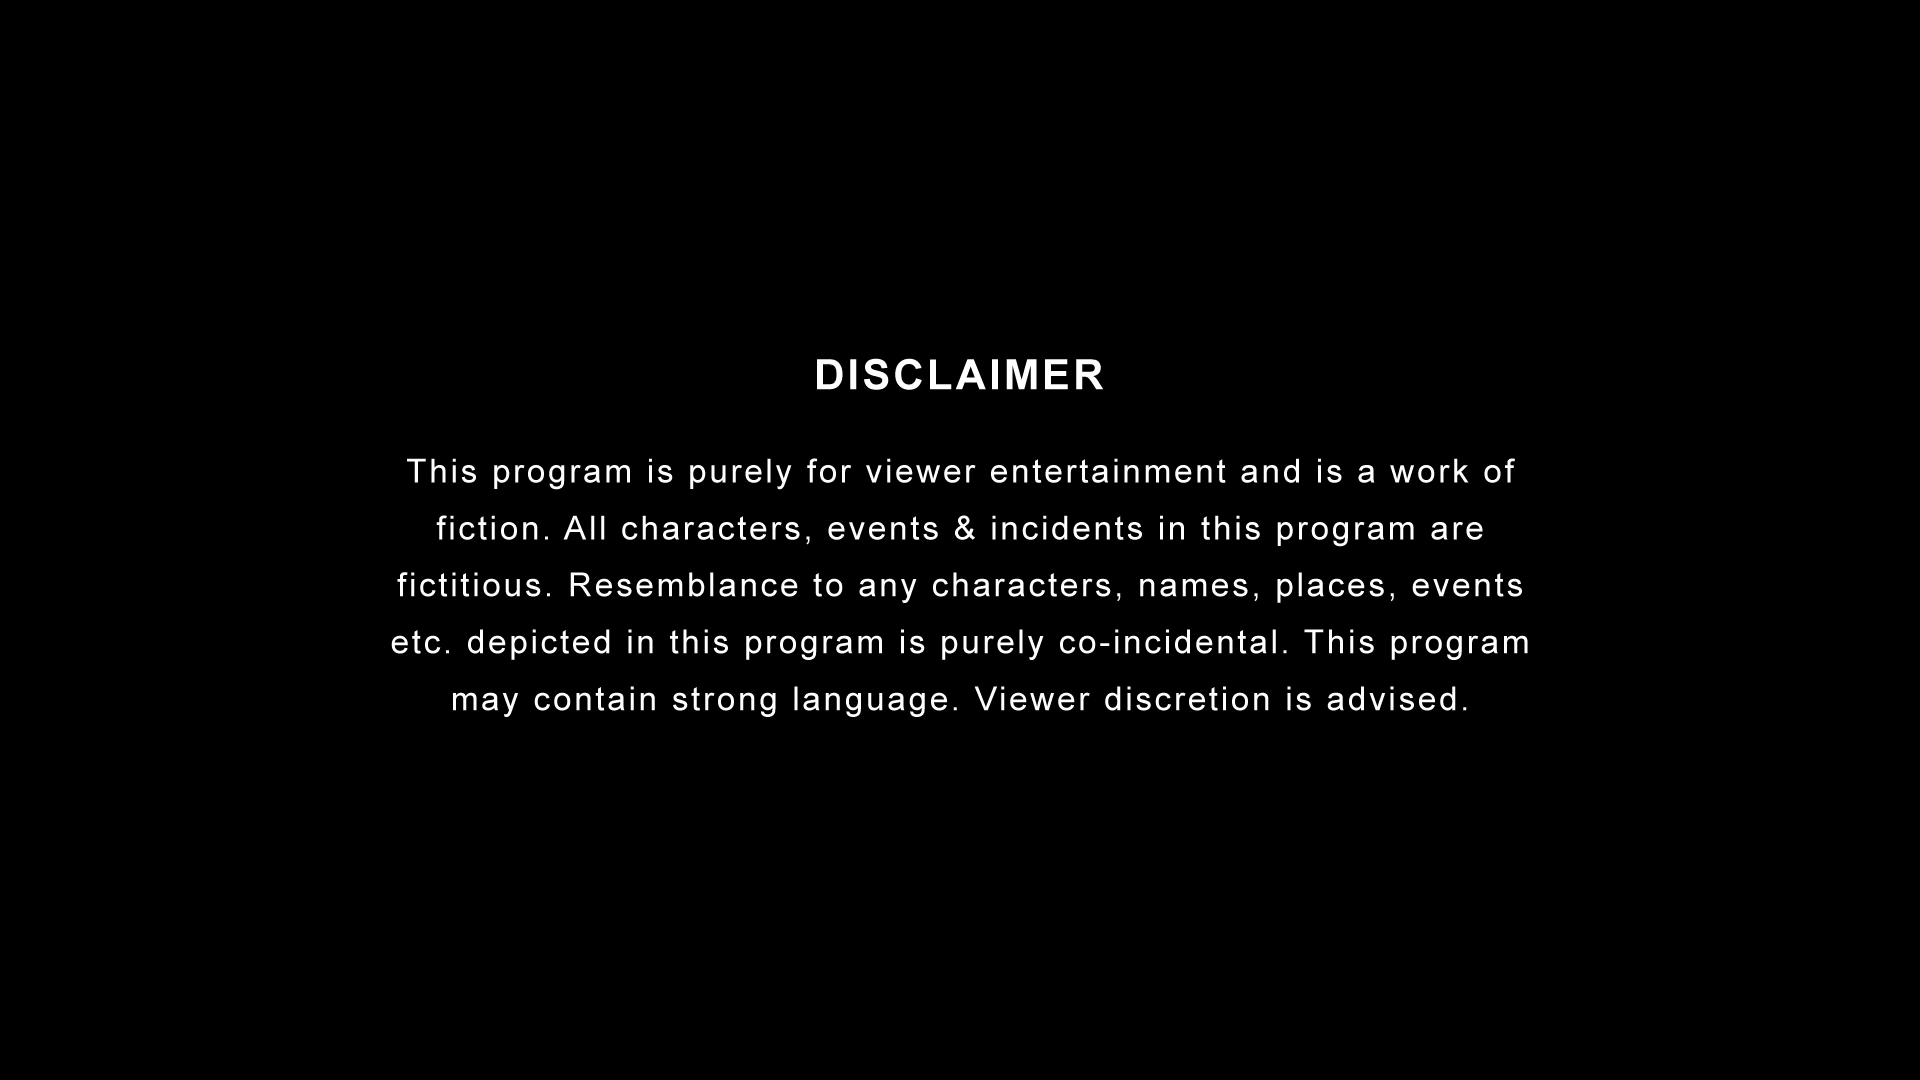 DISCLAIMER
This program is purely for viewer entertainment and is a work of
fiction. All characters, events & incidents in this program are
fictitious. Resemblance to any characters, names, places, events
etc. depicted in this program is purely co-incidental. This program
may contain strong language. Viewer discretion is advised.